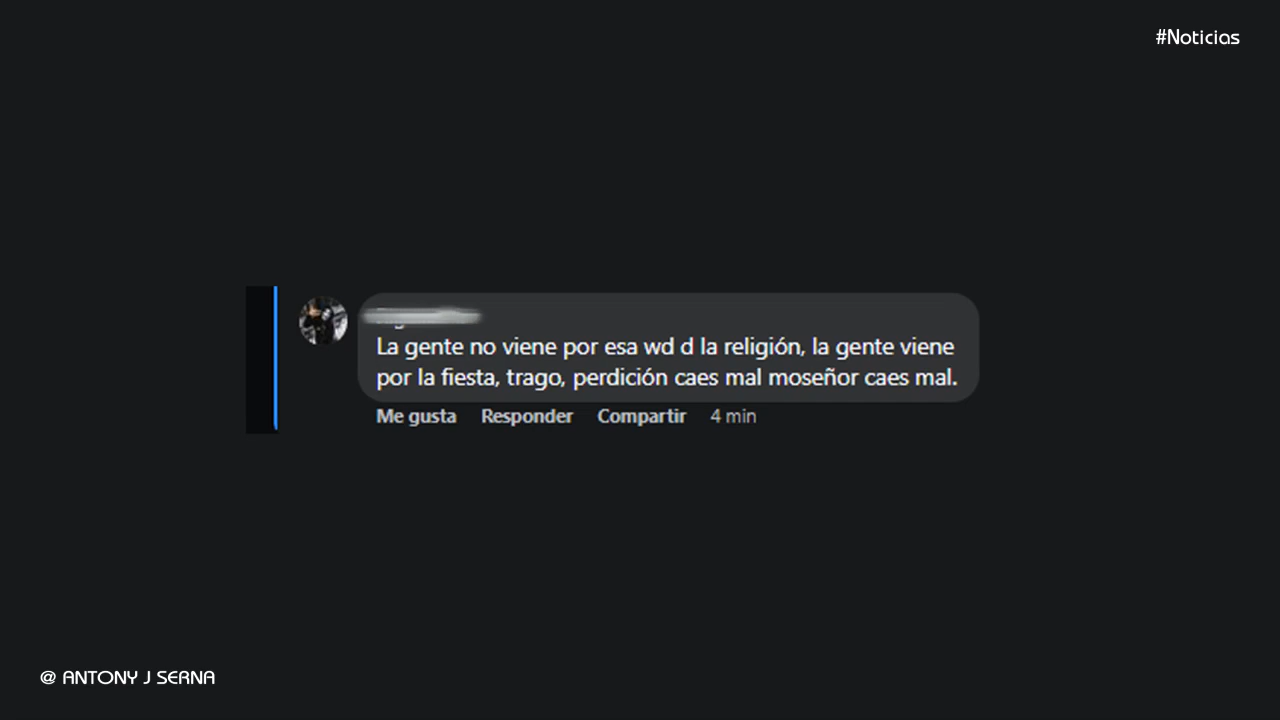 #Noticias
La gente no viene por esa wd d la religión, la gente viene
por la fiesta, trago, perdición caes mal moseñor caes mal.
Me gusta Responder Compartir 4 min
@ ANTONY J SERNA